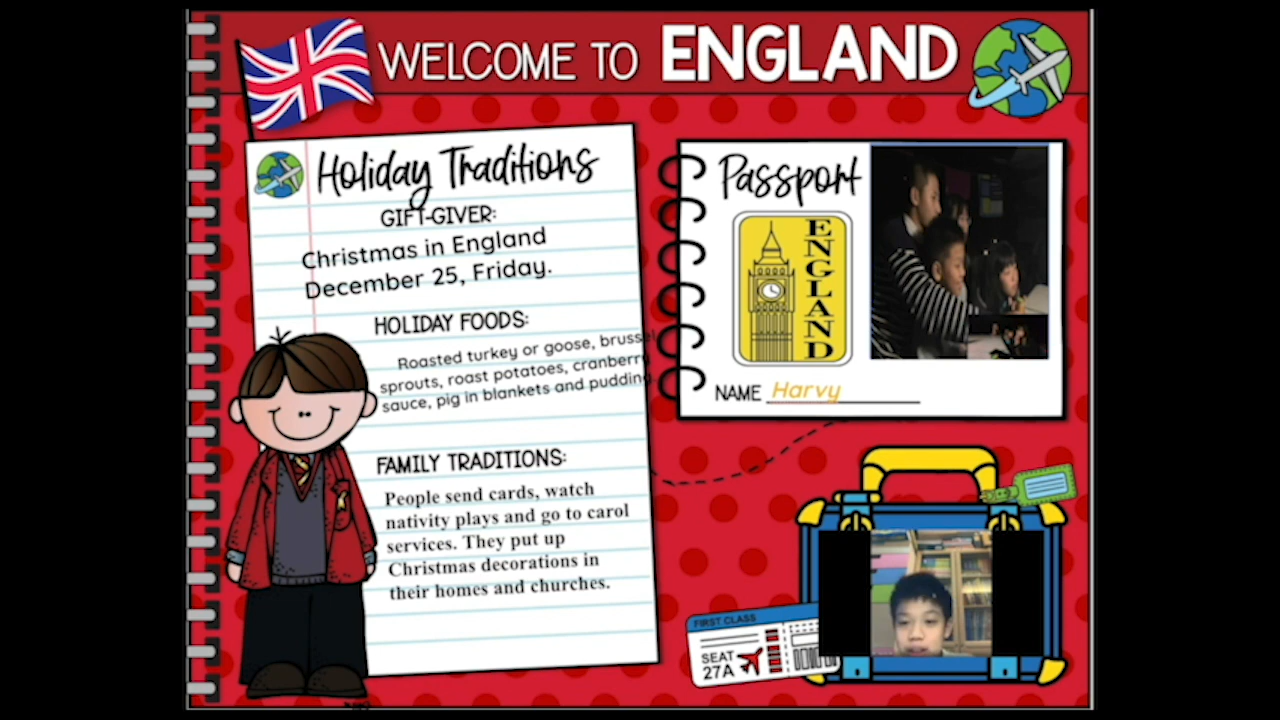 WELCOME TO ENGLAND
Holiday Traditions
GIFT-GIVER:
Christmas in England
December 25, Friday.
HOLIDAY FOODS:
Roasted turkey or goose, brussel
sprouts, roast potatoes, cranberry
sauce, pig in blankets and pudding.
FAMILY TRADITIONS:
People send cards, watch
nativity plays and go to carol
services. They put up
Christmas decorations in
their homes and churches.
Passport
ENGLAND
NAME Harvy
FIRST CLASS
SEAT
27A